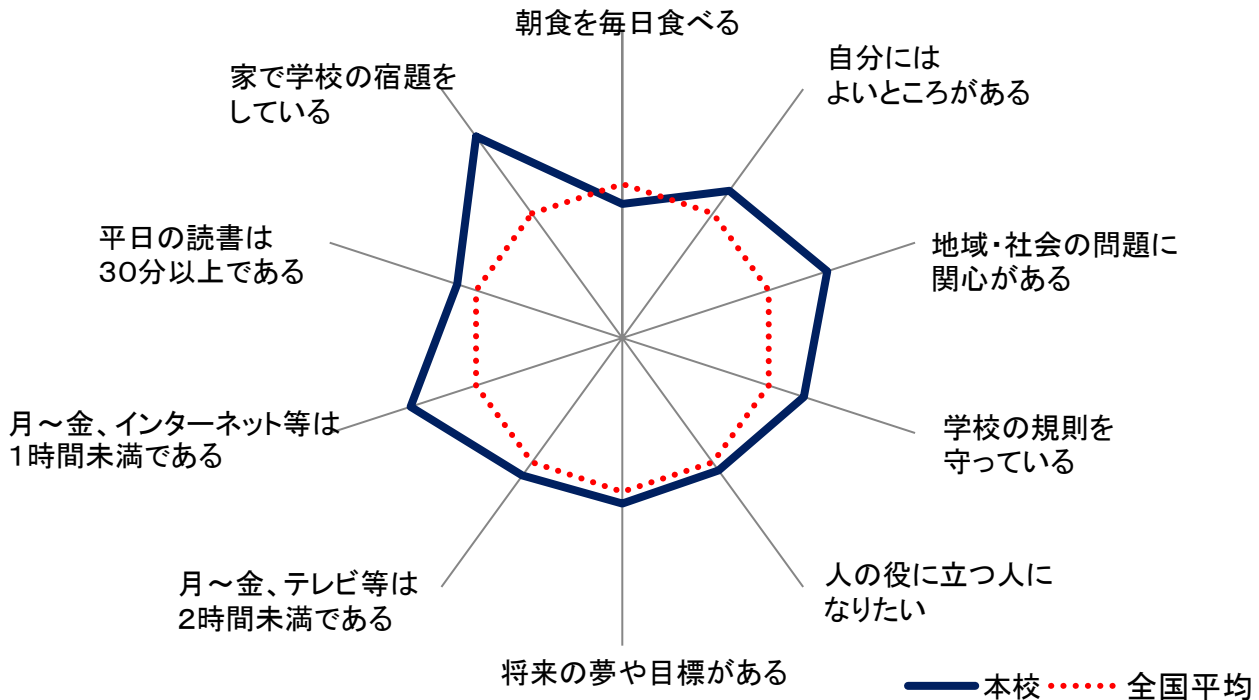 朝食を毎日食べる
自分には
よいところがある
地域・社会の問題に
関心がある
学校の規則を
守っている
人の役に立つ人に
なりたい
将来の夢や目標がある
月～金、テレビ等は
２時間未満である
月～金、インターネット等は
１時間未満である
平日の読書は
３０分以上である
家で学校の宿題を
している
本校
全国平均